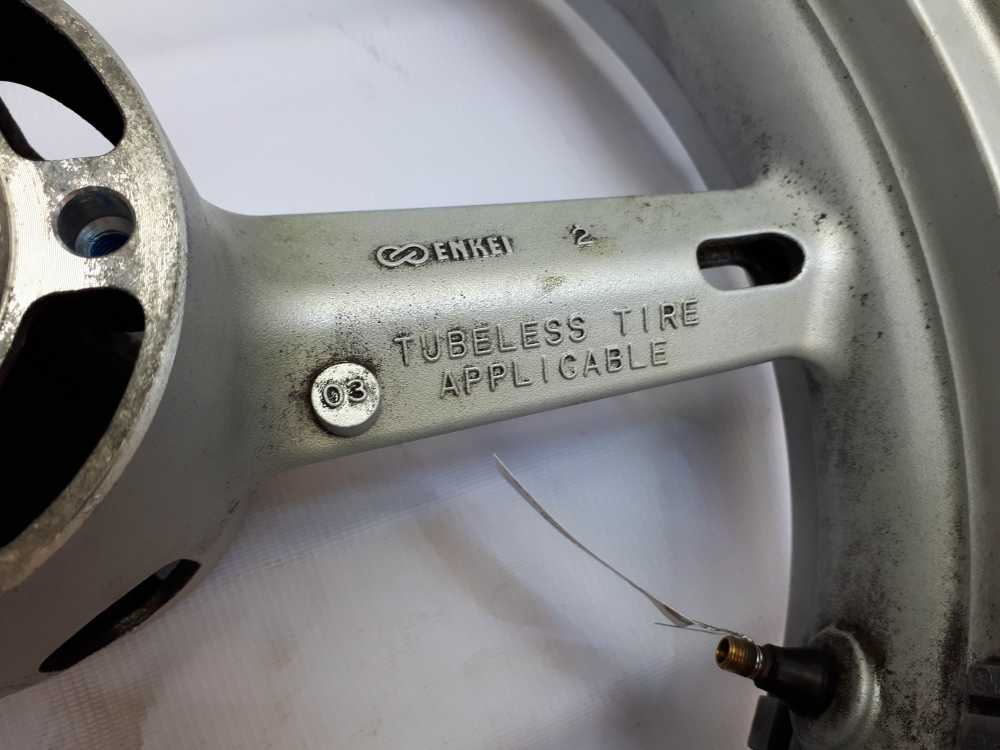 ENKEI 2
TUBELESS TIRE
APPLICABLE
03